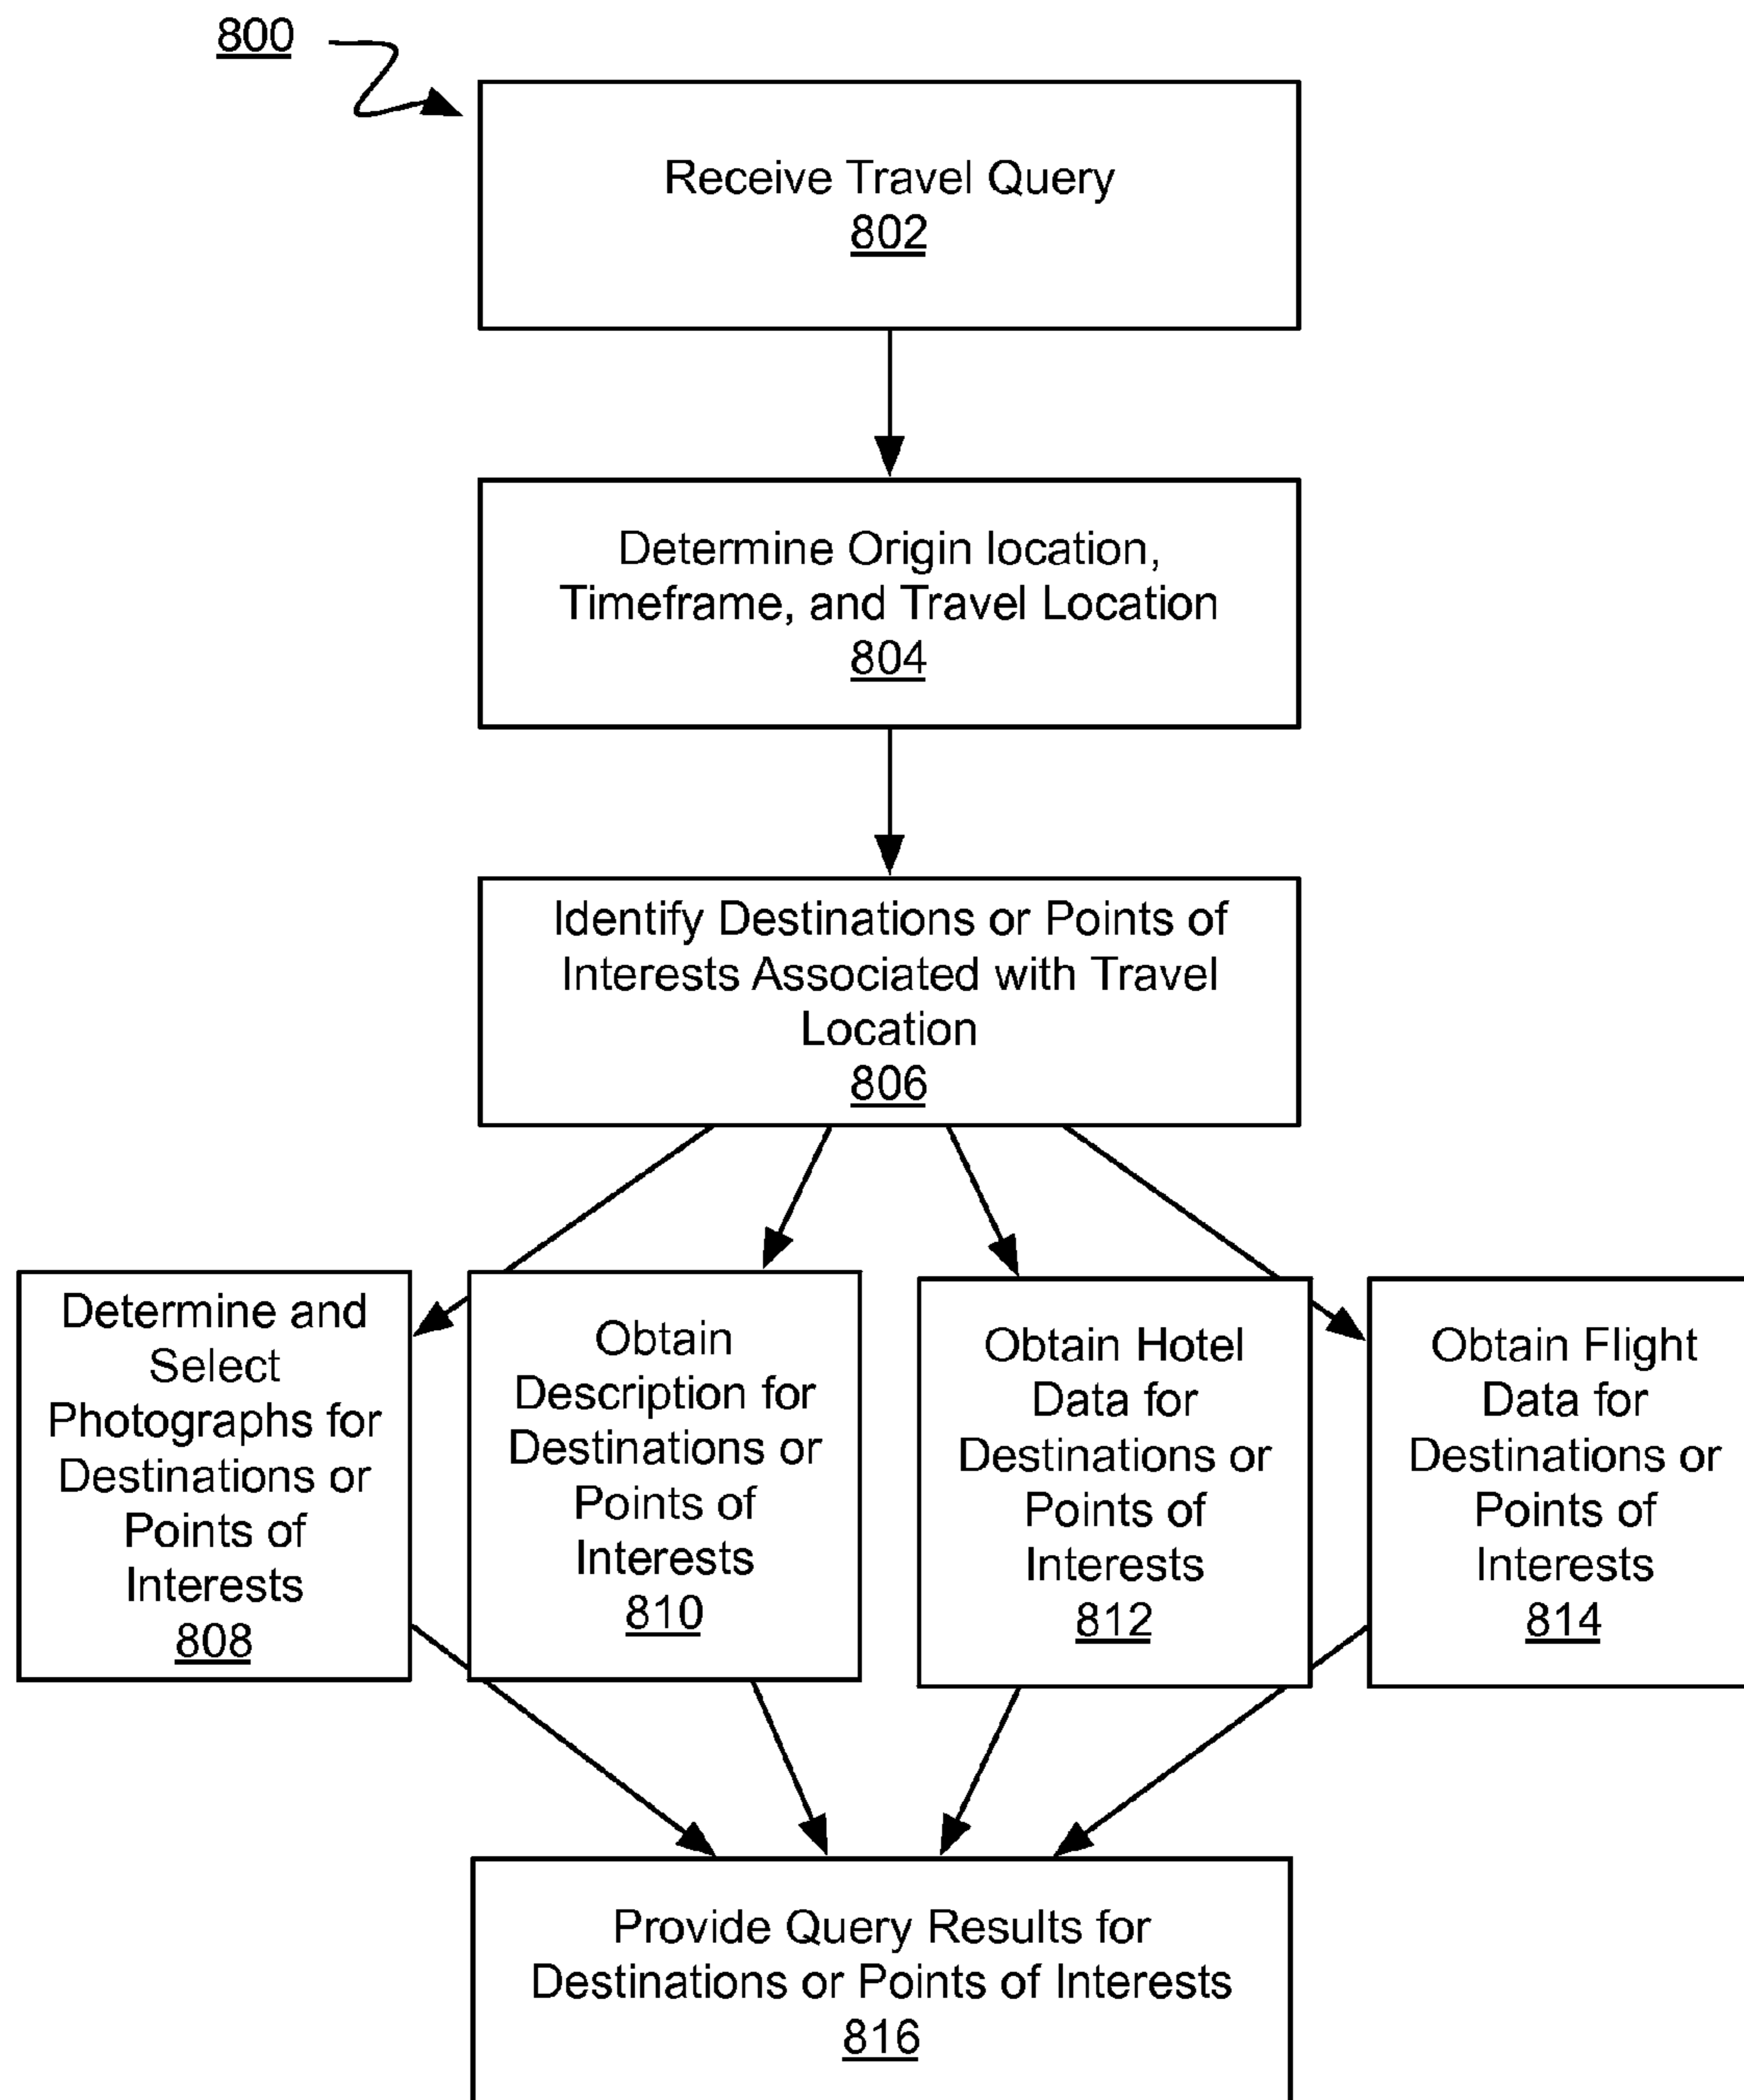 800
Receive Travel Query
802
Determine Origin location,
Timeframe, and Travel Location
804
Identify Destinations or Points of
Interests Associated with Travel
Location
806
Determine and
Select
Photographs for
Destinations or
Points of
Interests
808
Obtain
Description for
Destinations or
Points of
Interests
810
Obtain Hotel
Data for
Destinations or
Points of
Interests
812
Obtain Flight
Data for
Destinations or
Points of
Interests
814
Provide Query Results for
Destinations or Points of Interests
816